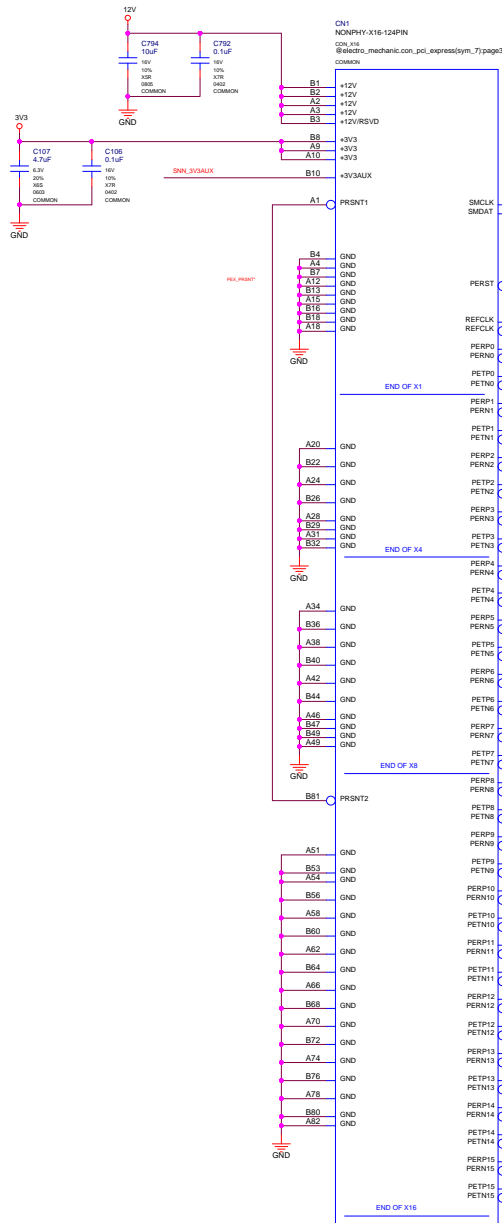 12V
CN1
NONPHY-X16-124PIN
CON_X16
@electro_mechanic.con_pci_express(sym_7):page3
COMMON
C794
10uF
16V
10%
X5R
0805
COMMON
C792
0.1uF
16V
10%
X7R
0402
COMMON
GND
B1 +12V
B2 +12V
A2 +12V
A3 +12V
B3 +12V/RSVD
3V3
B8 +3V3
A9 +3V3
A10 +3V3
C107
4.7uF
6.3V
20%
X6S
0603
COMMON
C106
0.1uF
16V
10%
X7R
0402
COMMON
GND
SNN_3V3AUX B10 +3V3AUX
A1 PRSNT1
SMCLK
SMDAT
PEX_PRSNT*
B4 GND
A4 GND
B7 GND
A12 GND
B13 GND
A15 GND
B16 GND
B18 GND
A18 GND
GND
PERST
REFCLK
REFCLK
PERP0
PERN0
PETP0
PETN0
END OF X1
PERP1
PERN1
PETP1
PETN1
PERP2
PERN2
PETP2
PETN2
PERP3
PERN3
PETP3
PETN3
A20 GND
B22 GND
A24 GND
B26 GND
A28 GND
B29 GND
A31 GND
B32 GND
GND
END OF X4
PERP4
PERN4
PETP4
PETN4
PERP5
PERN5
PETP5
PETN5
PERP6
PERN6
PETP6
PETN6
PERP7
PERN7
PETP7
PETN7
A34 GND
B36 GND
A38 GND
B40 GND
A42 GND
B44 GND
A46 GND
B47 GND
B49 GND
A49 GND
GND
END OF X8
B81 PRSNT2
PERP8
PERN8
PETP8
PETN8
PERP9
PERN9
PETP9
PETN9
PERP10
PERN10
PETP10
PETN10
PERP11
PERN11
PETP11
PETN11
PERP12
PERN12
PETP12
PETN12
PERP13
PERN13
PETP13
PETN13
PERP14
PERN14
PETP14
PETN14
PERP15
PERN15
PETP15
PETN15
A51 GND
B53 GND
A54 GND
B56 GND
A58 GND
B60 GND
A62 GND
B64 GND
A66 GND
B68 GND
A70 GND
B72 GND
A74 GND
B76 GND
A78 GND
B80 GND
A82 GND
GND
END OF X16